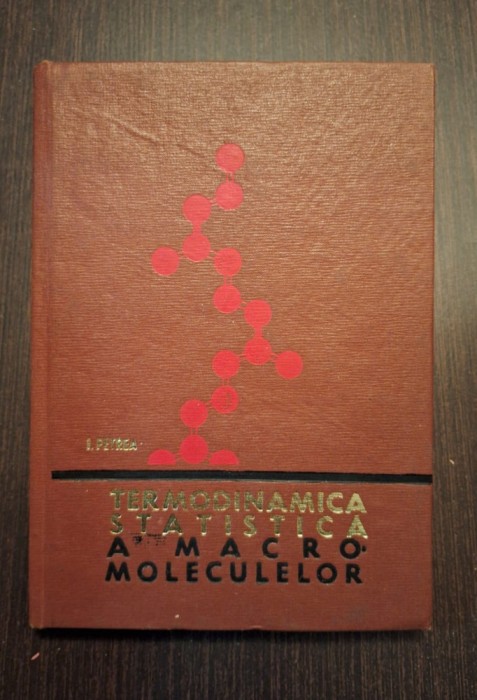 I. PETREA
TERMODINAMICA
STATISTICA
A MACRO-
MOLECULELOR